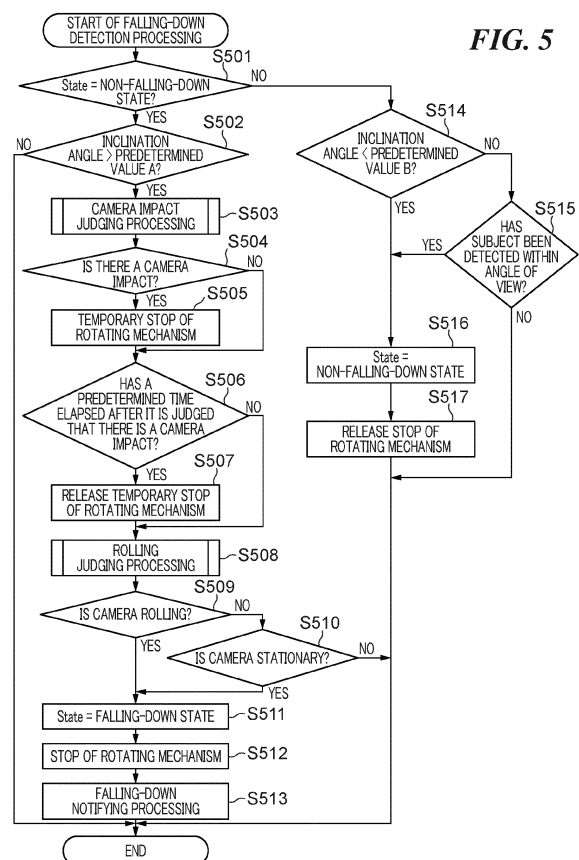 START OF FALLING-DOWN
DETECTION PROCESSING
FIG. 5
S501
State = NON-FALLING-DOWN
STATE?
NO
YES
S502
NO
INCLINATION
ANGLE > PREDETERMINED
VALUE A?
YES
CAMERA IMPACT
JUDGING PROCESSING
S503
S504
IS THERE A CAMERA
IMPACT?
NO
YES
S505
TEMPORARY STOP OF
ROTATING MECHANISM
S506
HAS A
PREDETERMINED TIME
ELAPSED AFTER IT IS JUDGED
THAT THERE IS A CAMERA
IMPACT?
NO
YES
S507
RELEASE TEMPORARY STOP
OF ROTATING MECHANISM
ROLLING
JUDGING PROCESSING
S508
S509
IS CAMERA ROLLING?
NO
YES
S510
IS CAMERA STATIONARY?
NO
YES
State = FALLING-DOWN STATE
S511
STOP OF ROTATING MECHANISM
S512
FALLING-DOWN
NOTIFYING PROCESSING
S513
END
S514
INCLINATION
ANGLE < PREDETERMINED
VALUE B?
NO
YES
S515
HAS
SUBJECT BEEN
DETECTED WITHIN
ANGLE OF
VIEW?
YES
NO
S516
State =
NON-FALLING-DOWN STATE
S517
RELEASE STOP OF
ROTATING MECHANISM